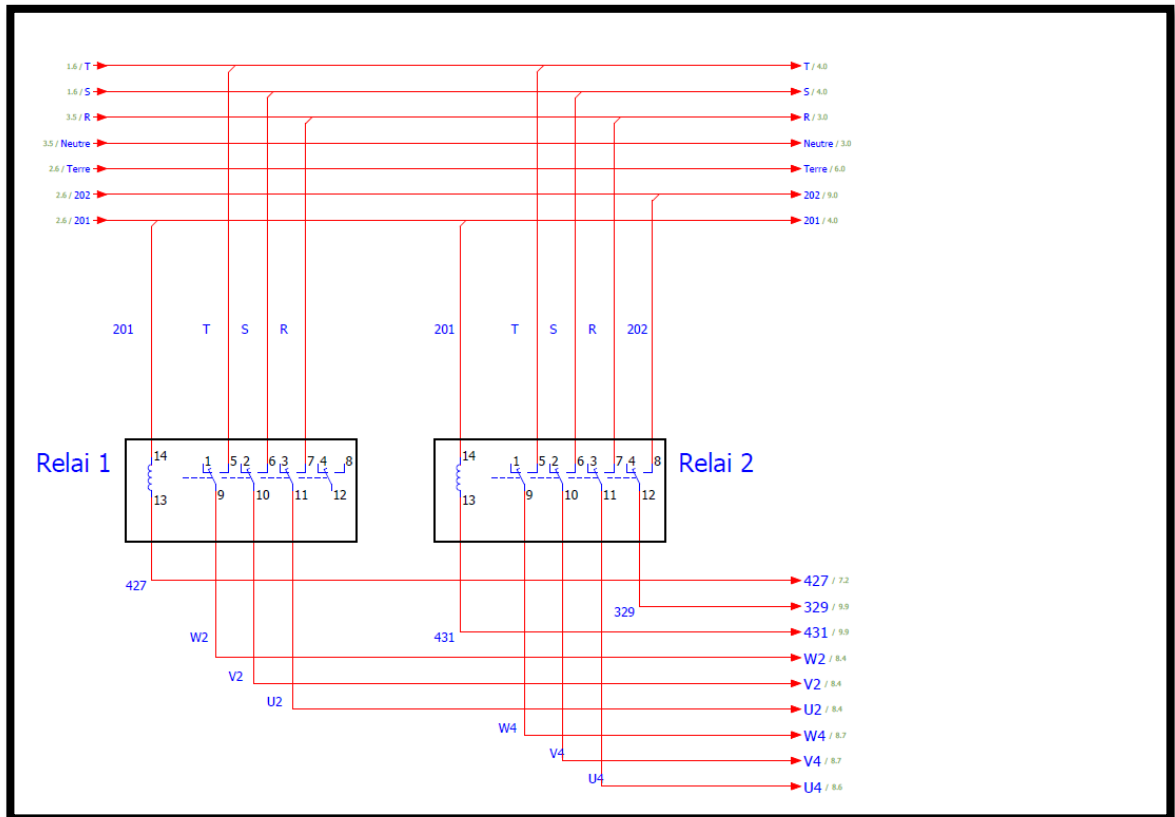 1.6 / T T / 4.0
1.6 / S S / 4.0
3.5 / R R / 3.0
3.5 / Neutre Neutre / 3.0
2.6 / Terre Terre / 6.0
2.6 / 202 202 / 9.0
2.6 / 201 201 / 4.0
201 T S R 201 T S R 202
Relai 1 14 1 5 2 6 3 7 4 8 14 1 5 2 6 3 7 4 8 Relai 2
13 9 10 11 12 13 9 10 11 12
427 427 / 7.2
329 329 / 9.9
431 431 / 9.9
W2 W2 / 8.4
V2 V2 / 8.4
U2 U2 / 8.4
W4 W4 / 8.7
V4 V4 / 8.7
U4 U4 / 8.6